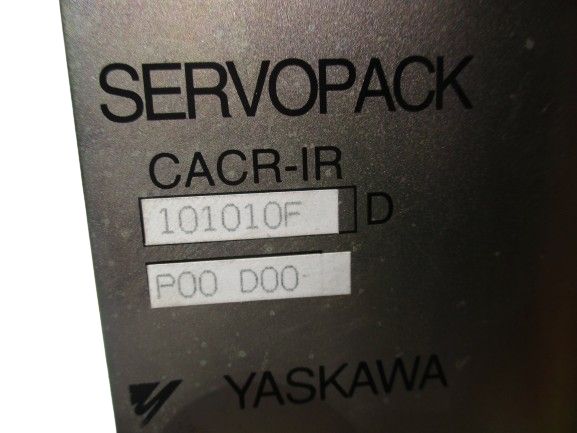 SERVOPACK
CACR-IR
101010F D
P00 D00-
YASKAWA